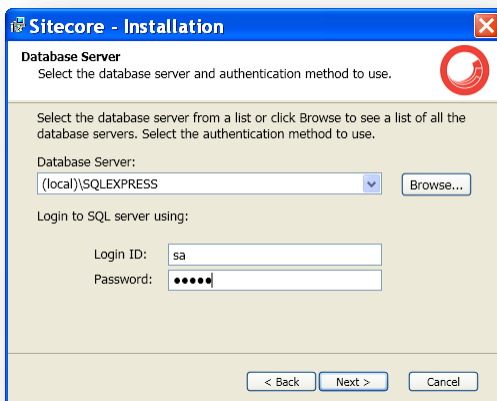 Sitecore - Installation
Database Server
Select the database server and authentication method to use.
Select the database server from a list or click Browse to see a list of all the
database servers. Select the authentication method to use.
Database Server:
(local)\SQLEXPRESS
Browse...
Login to SQL server using:
Login ID: sa
Password: ●●●●●
< Back Next > Cancel